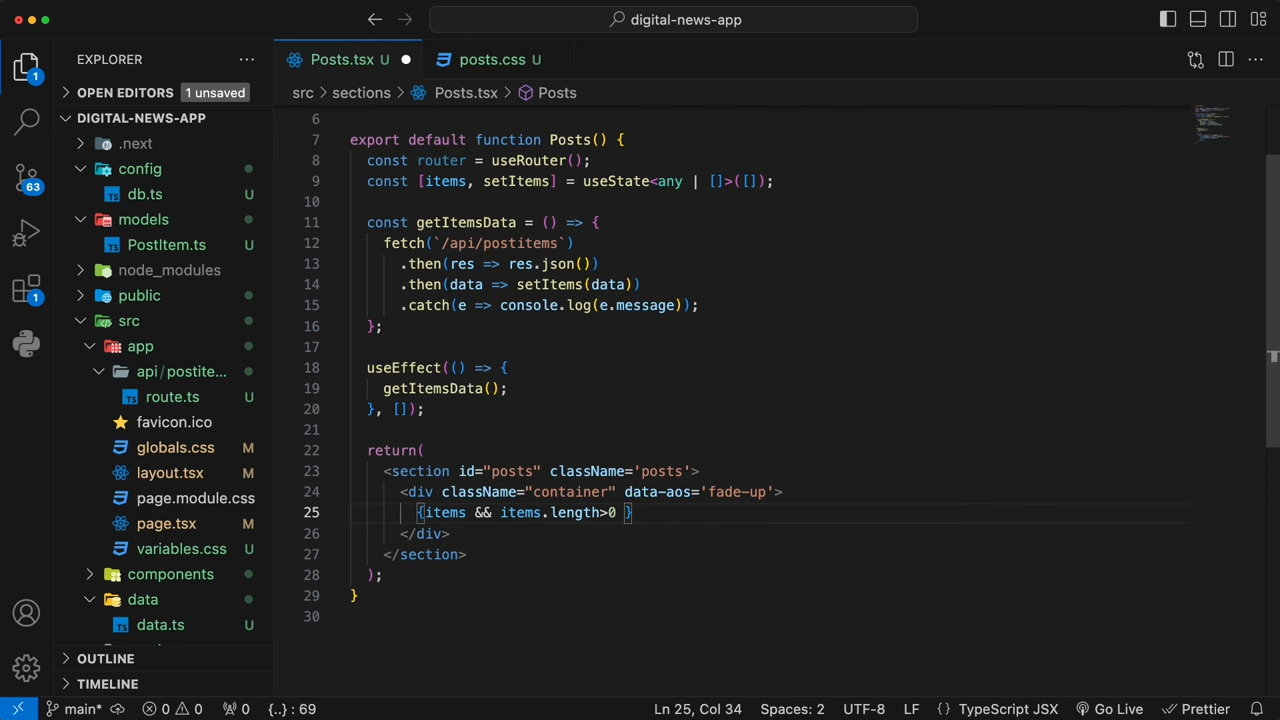 digital-news-app
EXPLORER
OPEN EDITORS 1 unsaved
DIGITAL-NEWS-APP
.next
config
db.ts U
models
PostItem.ts U
node_modules
public
src
app
api/postite...
route.ts U
favicon.ico
globals.css M
layout.tsx M
page.module.css
page.tsx M
variables.css U
components
data
data.ts U
OUTLINE
TIMELINE
1
63
1
Posts.tsx U
posts.css U
src > sections > Posts.tsx > Posts
6
7 export default function Posts() {
8 const router = useRouter();
9 const [items, setItems] = useState<any | []>([]);
10
11 const getItemsData = () => {
12 fetch(`/api/postitems`)
13 .then(res => res.json())
14 .then(data => setItems(data))
15 .catch(e => console.log(e.message));
16 };
17
18 useEffect(() => {
19 getItemsData();
20 }, []);
21
22 return(
23 <section id="posts" className='posts'>
24 <div className="container" data-aos='fade-up'>
25 {items && items.length>0 }
26 </div>
27 </section>
28 );
29 }
30
main* 0 0 0 {..} : 69 Ln 25, Col 34 Spaces: 2 UTF-8 LF {} TypeScript JSX Go Live Prettier